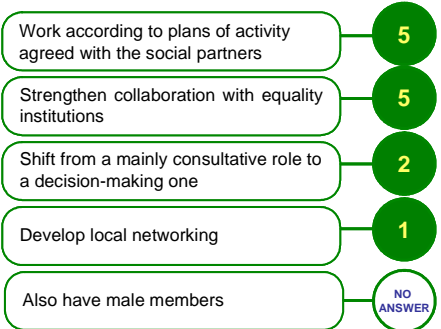 Work according to plans of activity
agreed with the social partners
5
Strengthen collaboration with equality
institutions
5
Shift from a mainly consultative role to
a decision-making one
2
Develop local networking
1
Also have male members
NO
ANSWER